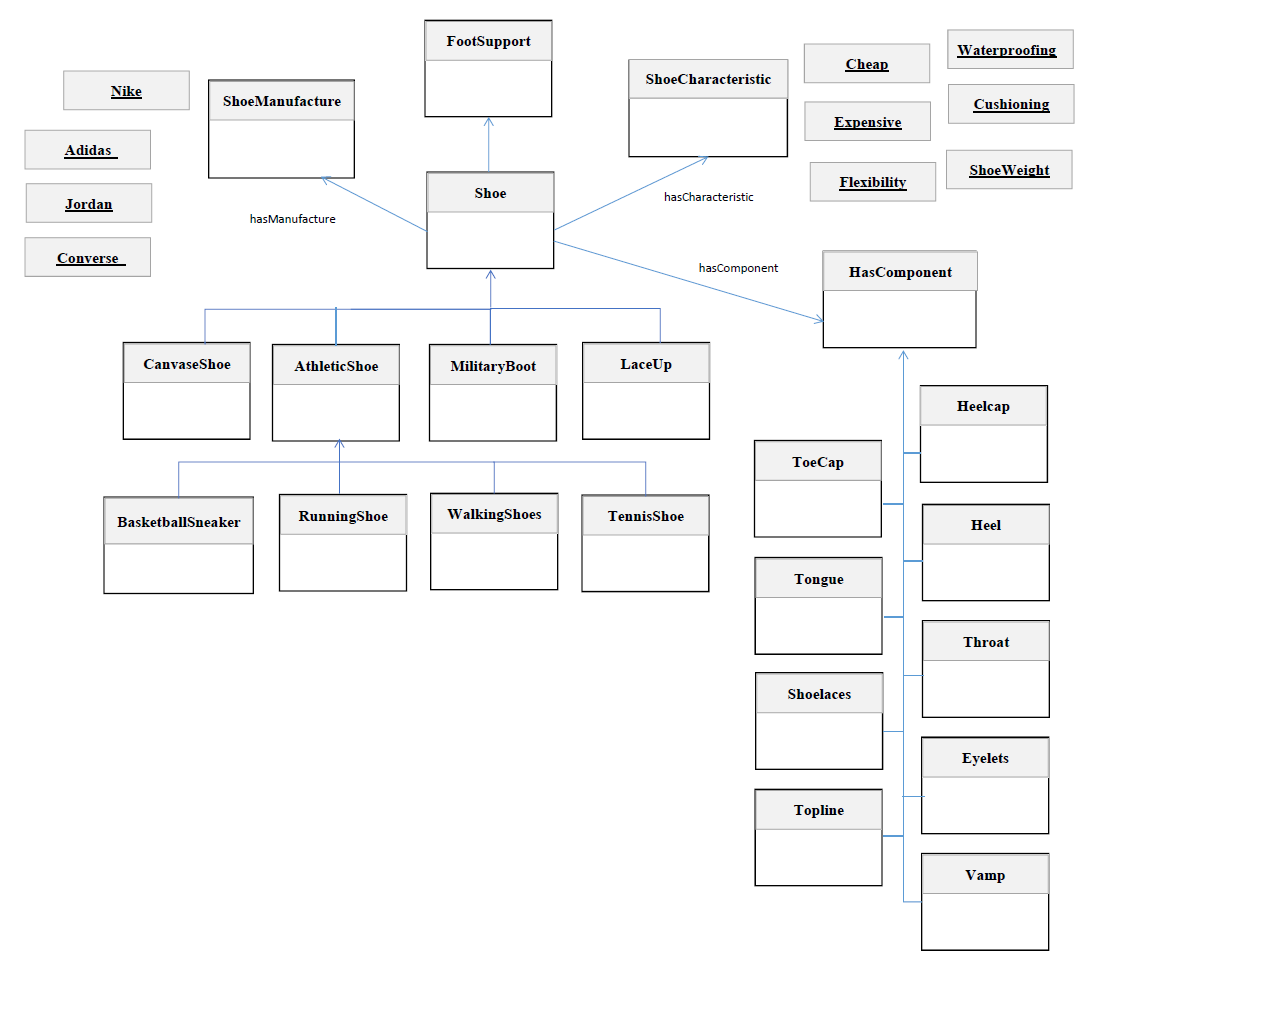 FootSupport
Nike
ShoeManufacture
ShoeCharacteristic
Cheap
Waterproofing
Expensive
Cushioning
Adidas
Jordan
Converse
Flexibility
ShoeWeight
Shoe
hasManufacture
hasCharacteristic
hasComponent
HasComponent
CanvaseShoe
AthleticShoe
MilitaryBoot
LaceUp
BasketballSneaker
RunningShoe
WalkingShoes
TennisShoe
Heelcap
ToeCap
Heel
Tongue
Throat
Shoelaces
Eyelets
Topline
Vamp